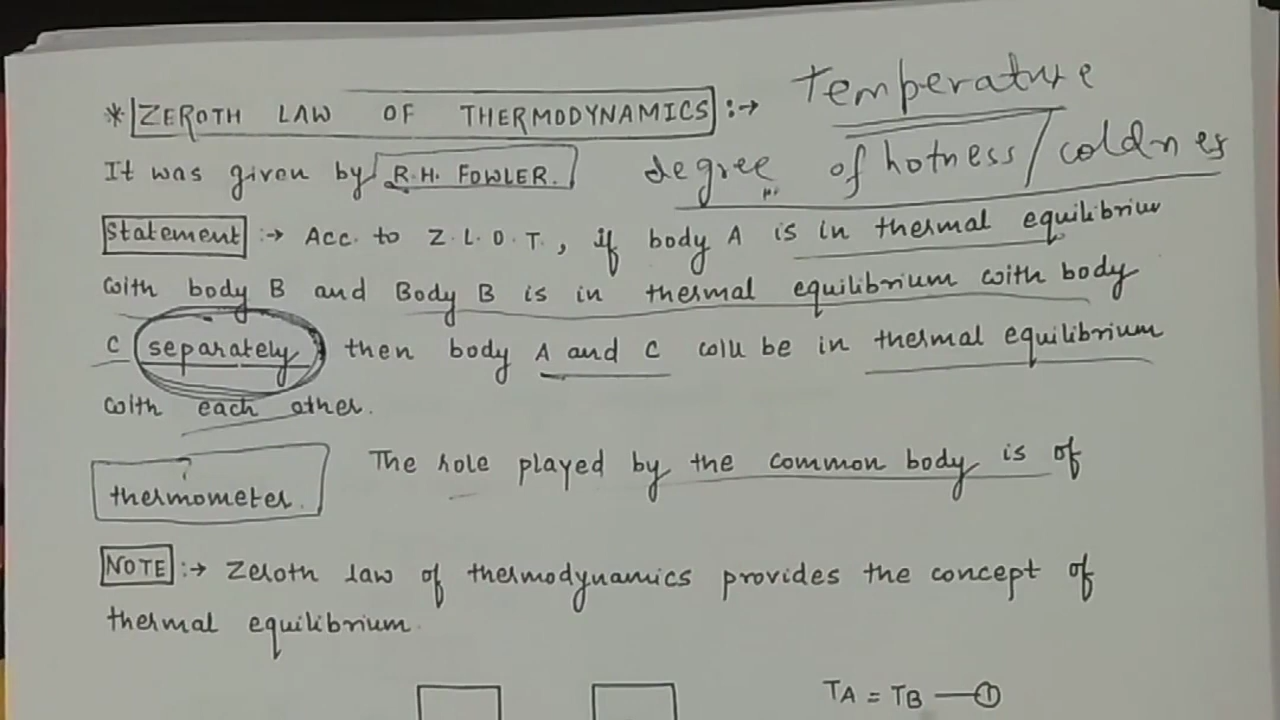 * ZEROTH LAW OF THERMODYNAMICS :→ Temperature
It was given by R.H. FOWLER. degree of hotness / coldness
Statement :→ Acc. to Z.L.O.T., if body A is in thermal equilibrium
with body B and Body B is in thermal equilibrium with body
C separately then body A and C will be in thermal equilibrium
with each other.
The role played by the common body is of
thermometer.
NOTE :→ Zeroth law of thermodynamics provides the concept of
thermal equilibrium.
TA = TB —①